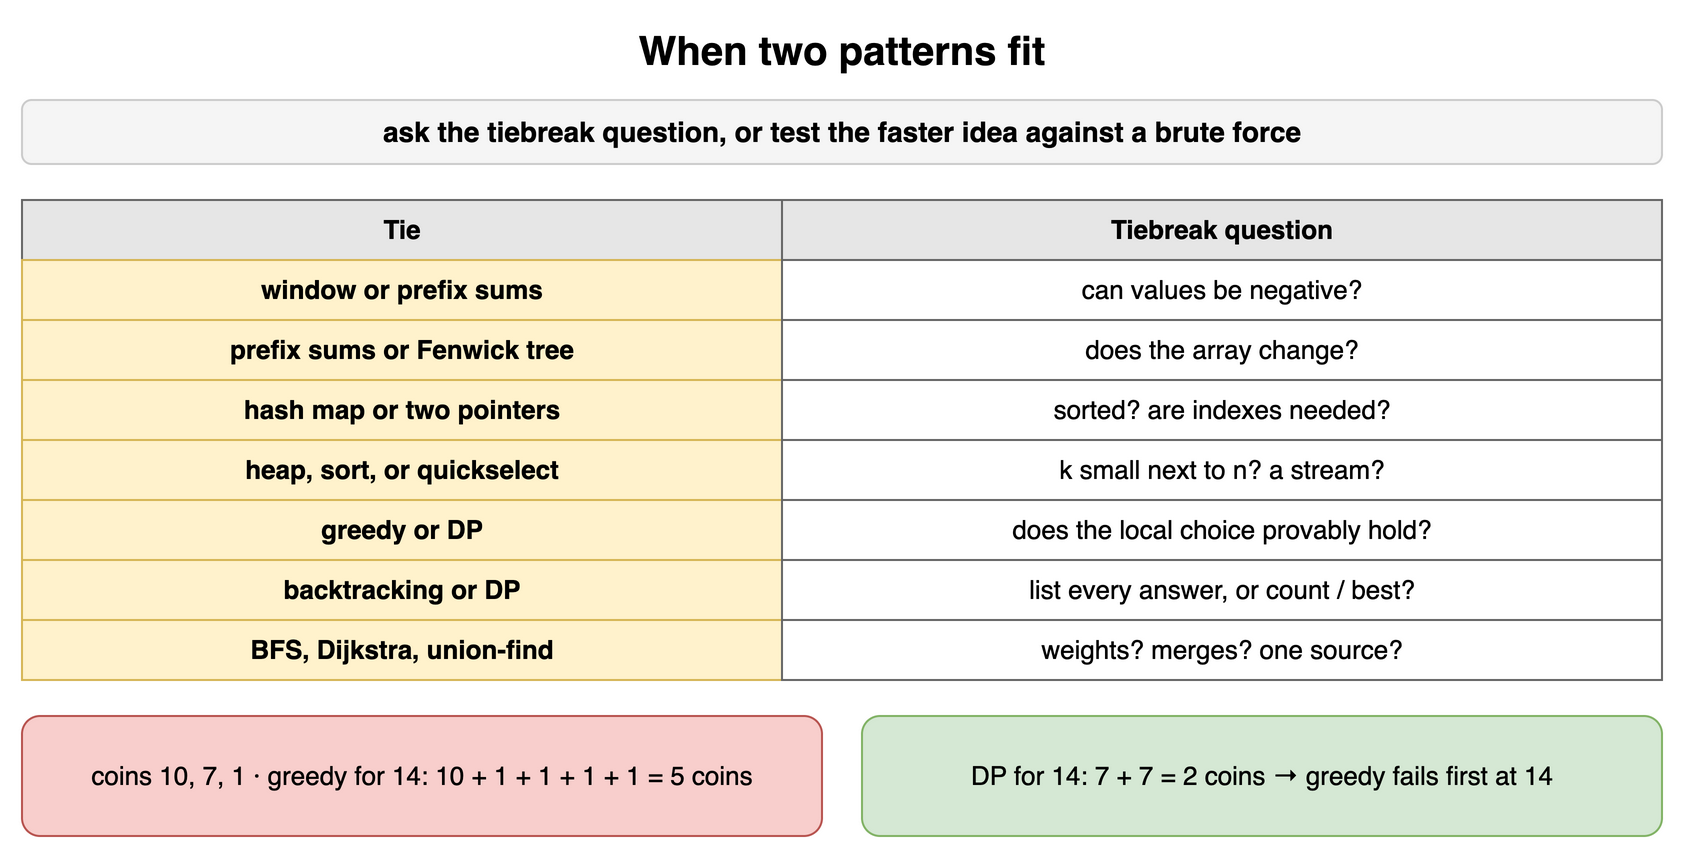 When two patterns fit
ask the tiebreak question, or test the faster idea against a brute force
Tie Tiebreak question
window or prefix sums can values be negative?
prefix sums or Fenwick tree does the array change?
hash map or two pointers sorted? are indexes needed?
heap, sort, or quickselect k small next to n? a stream?
greedy or DP does the local choice provably hold?
backtracking or DP list every answer, or count / best?
BFS, Dijkstra, union-find weights? merges? one source?
coins 10, 7, 1 · greedy for 14: 10 + 1 + 1 + 1 + 1 = 5 coins
DP for 14: 7 + 7 = 2 coins → greedy fails first at 14